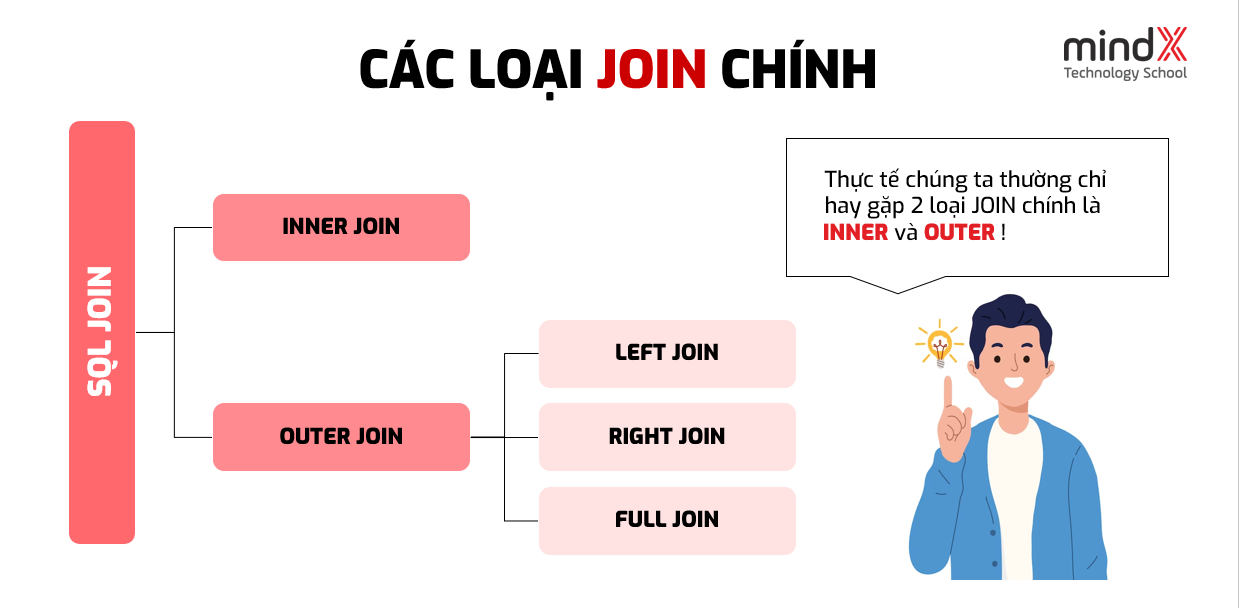 CÁC LOẠI JOIN CHÍNH
mindX
Technology School
SQL JOIN
INNER JOIN
OUTER JOIN
LEFT JOIN
RIGHT JOIN
FULL JOIN
Thực tế chúng ta thường chỉ
hay gặp 2 loại JOIN chính là
INNER và OUTER !